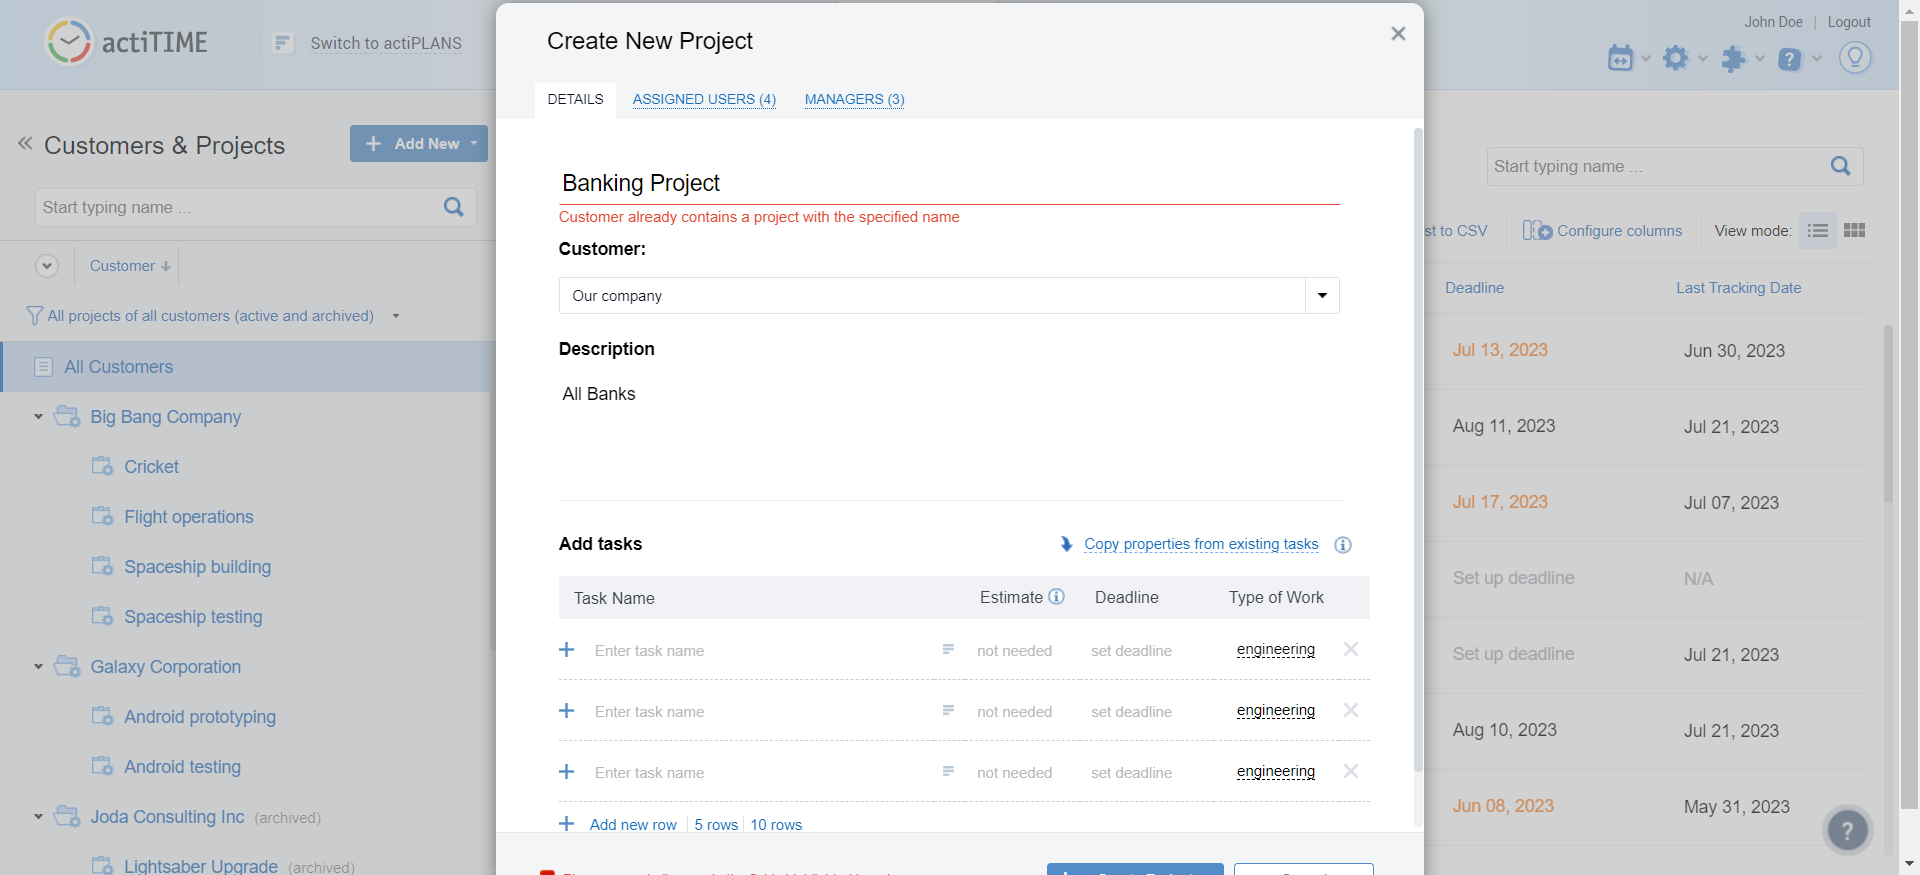 actiTIME
Switch to actiPLANS
John Doe | Logout
Create New Project
DETAILS
ASSIGNED USERS (4)
MANAGERS (3)
Customers & Projects
Add New
Start typing name ...
Customer
All projects of all customers (active and archived)
All Customers
Big Bang Company
Cricket
Flight operations
Spaceship building
Spaceship testing
Galaxy Corporation
Android prototyping
Android testing
Joda Consulting Inc (archived)
Lightsaber Upgrade (archived)
Banking Project
Customer already contains a project with the specified name
Customer:
Our company
Description
All Banks
Add tasks
Copy properties from existing tasks
Task Name Estimate Deadline Type of Work
Enter task name not needed set deadline engineering
Enter task name not needed set deadline engineering
Enter task name not needed set deadline engineering
Add new row 5 rows 10 rows
Start typing name ...
st to CSV
Configure columns
View mode:
Deadline Last Tracking Date
Jul 13, 2023 Jun 30, 2023
Aug 11, 2023 Jul 21, 2023
Jul 17, 2023 Jul 07, 2023
Set up deadline N/A
Set up deadline Jul 21, 2023
Aug 10, 2023 Jul 21, 2023
Jun 08, 2023 May 31, 2023
?